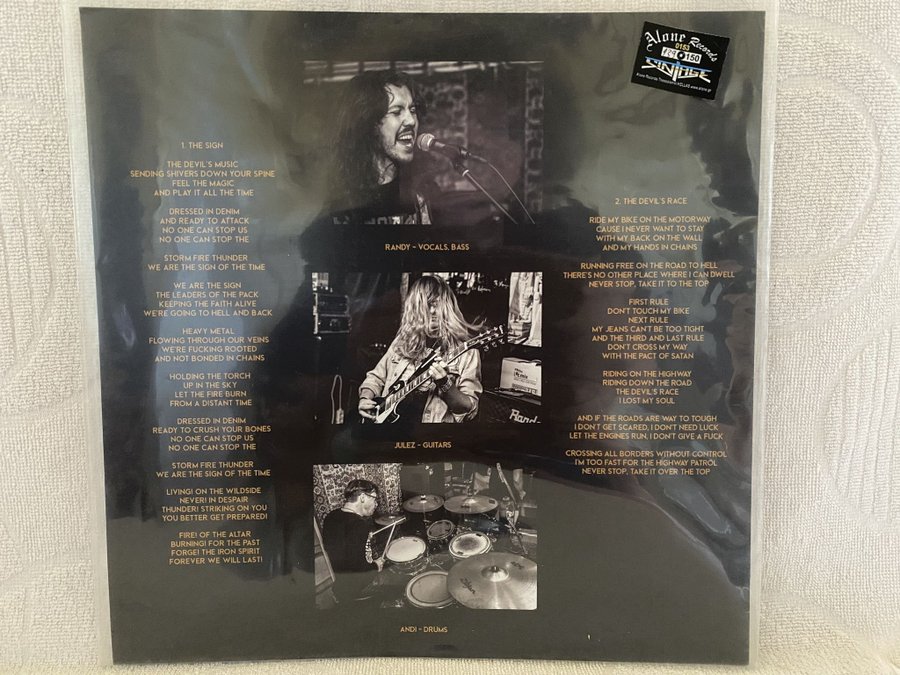 1. THE SIGN
THE DEVIL'S MUSIC
SENDING SHIVERS DOWN YOUR SPINE
FEEL THE MAGIC
AND PLAY IT ALL THE TIME
DRESSED IN DENIM
AND READY TO ATTACK
NO ONE CAN STOP US
NO ONE CAN STOP THE
STORM FIRE THUNDER
WE ARE THE SIGN OF THE TIME
WE ARE THE SIGN
THE LEADERS OF THE PACK
KEEPING THE FAITH ALIVE
WE'RE GOING TO HELL AND BACK
HEAVY METAL
FLOWING THROUGH OUR VEINS
WE'RE FUCKING ROOTED
AND NOT BONDED IN CHAINS
HOLDING THE TORCH
UP IN THE SKY
LET THE FIRE BURN
FROM A DISTANT TIME
DRESSED IN DENIM
READY TO CRUSH YOUR BONES
NO ONE CAN STOP US
NO ONE CAN STOP THE
STORM FIRE THUNDER
WE ARE THE SIGN OF THE TIME
LIVING! ON THE WILDSIDE
NEVER! IN DESPAIR
THUNDER! STRIKING ON YOU
YOU BETTER GET PREPARED!
FIRE! OF THE ALTAR
BURNING! FOR THE PAST
FORGE! THE IRON SPIRIT
FOREVER WE WILL LAST!
RANDY - VOCALS, BASS
JULEZ - GUITARS
ANDI - DRUMS
Alone Records
0153
150
VINTAGE
www.alone.gr
2. THE DEVIL'S RACE
RIDE MY BIKE ON THE MOTORWAY
CAUSE I NEVER WANT TO STAY
WITH MY BACK ON THE WALL
AND MY HANDS IN CHAINS
RUNNING FREE ON THE ROAD TO HELL
THERE'S NO OTHER PLACE WHERE I CAN DWELL
NEVER STOP, TAKE IT TO THE TOP
FIRST RULE
DON'T TOUCH MY BIKE
NEXT RULE
MY JEANS CAN'T BE TOO TIGHT
AND THE THIRD AND LAST RULE
DON'T CROSS MY WAY
WITH THE PACT OF SATAN
RIDING ON THE HIGHWAY
RIDING DOWN THE ROAD
THE DEVIL'S RACE
I LOST MY SOUL
AND IF THE ROADS ARE WAY TO TOUGH
I DON'T GET SCARED, I DON'T NEED LUCK
LET THE ENGINES RUN, I DON'T GIVE A FUCK
CROSSING ALL BORDERS WITHOUT CONTROL
I'M TOO FAST FOR THE HIGHWAY PATROL
NEVER STOP, TAKE IT OVER THE TOP